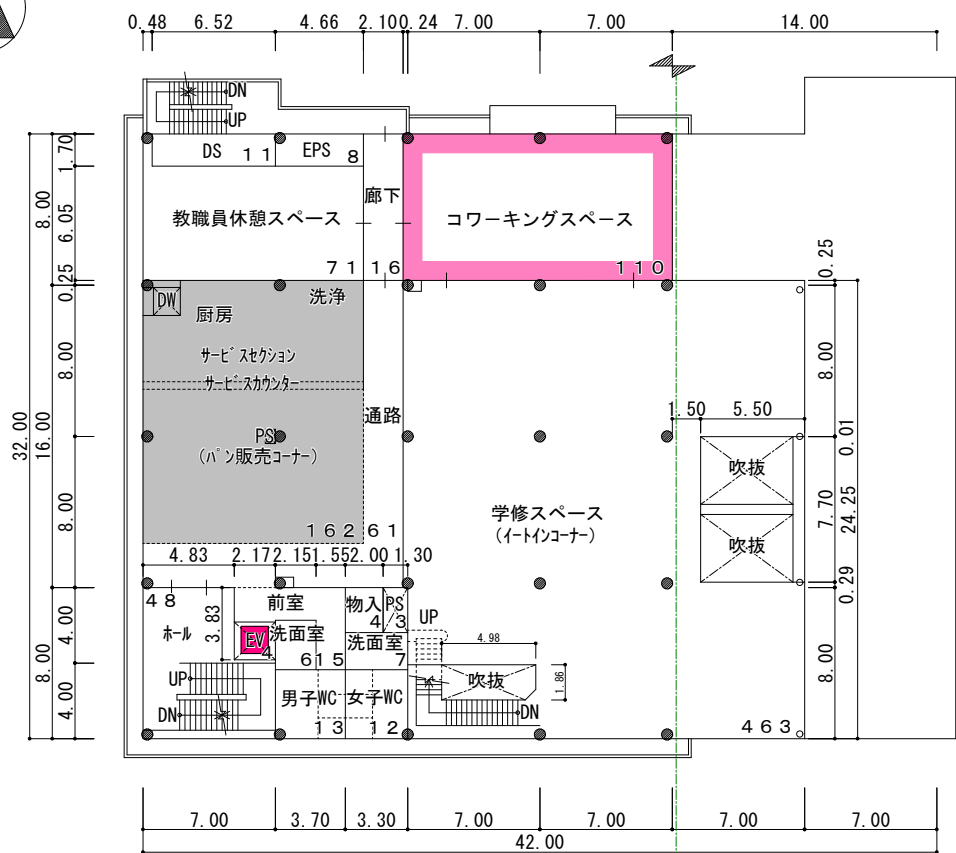 0.48 6.52 4.66 2.10 0.24 7.00 7.00 14.00
DN
UP
DS 11 EPS 8
廊下
教職員休憩スペース
コワーキングスペース
71 16 110
1.70
8.00
6.05
0.25
0.25
DW
厨房
洗浄
サービスセクション
サービスカウンター
8.00
8.00
通路
1.50 5.50
32.00
16.00
PS
(パン販売コーナー)
吹抜
0.01
学修スペース
(イートインコーナー)
8.00
7.70
24.25
吹抜
162 61
4.83 2.17 2.15 1.55 2.00 1.30
0.29
48
前室
物入 PS
4 3
UP
ホール
3.83
EV
4
洗面室
洗面室
4.98
4.00
8.00
6 15 7
吹抜
1.86
8.00
UP
男子WC 女子WC
DN
DN
4.00
13 12
463
7.00 3.70 3.30 7.00 7.00 7.00 7.00
42.00